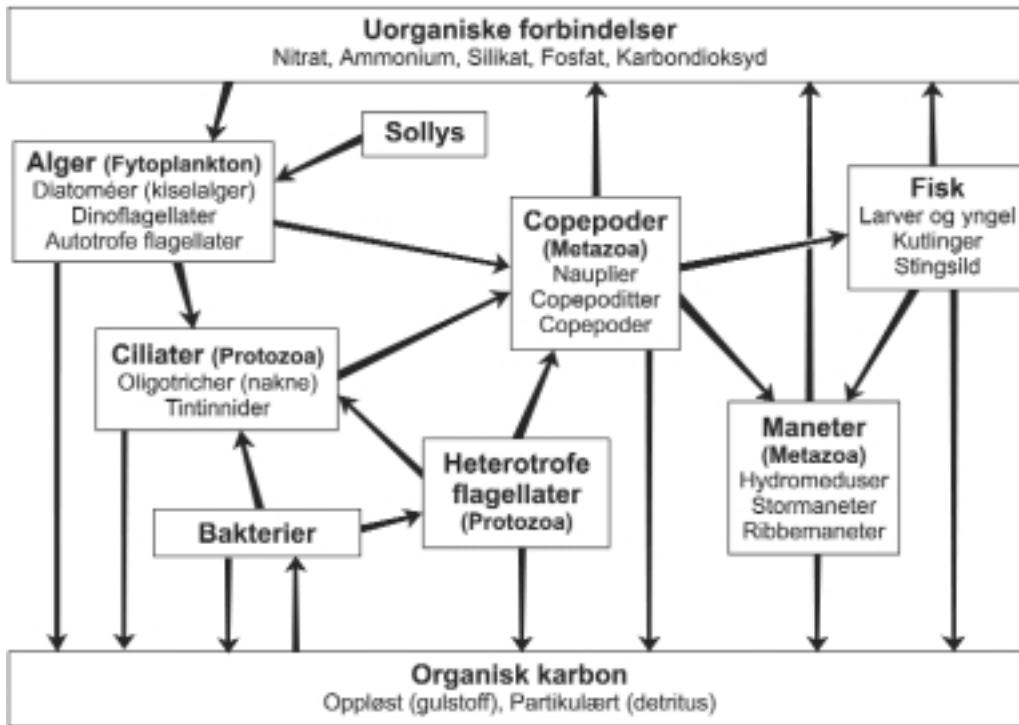 Uorganiske forbindelser
Nitrat, Ammonium, Silikat, Fosfat, Karbondioksyd
Sollys
Alger (Fytoplankton)
Diatoméer (kiselalger)
Dinoflagellater
Autotrofe flagellater
Copepoder
(Metazoa)
Nauplier
Copepoditter
Copepoder
Fisk
Larver og yngel
Kutlinger
Stingsild
Ciliater (Protozoa)
Oligotricher (nakne)
Tintinnider
Maneter
(Metazoa)
Hydromeduser
Stormaneter
Ribbemaneter
Heterotrofe
flagellater
(Protozoa)
Bakterier
Organisk karbon
Oppløst (gulstoff), Partikulært (detritus)